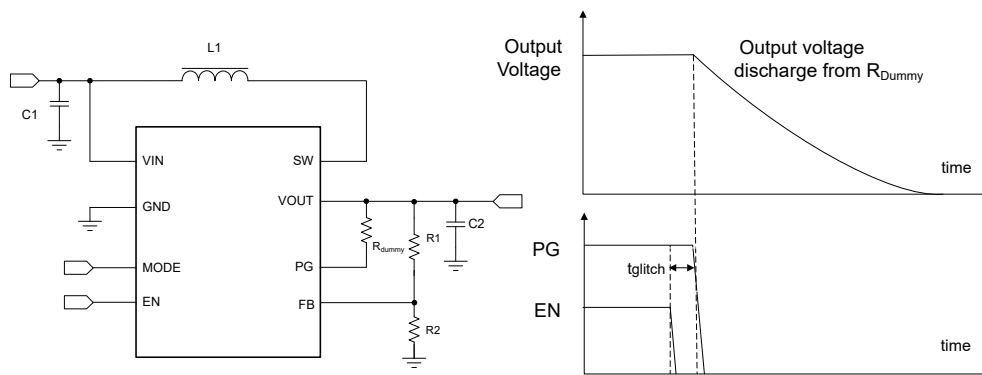 L1
C1
VIN
SW
GND
VOUT
C2
R1
Rdummy
MODE
PG
EN
FB
R2
Output
Voltage
Output voltage
discharge from RDummy
time
PG
tglitch
EN
time